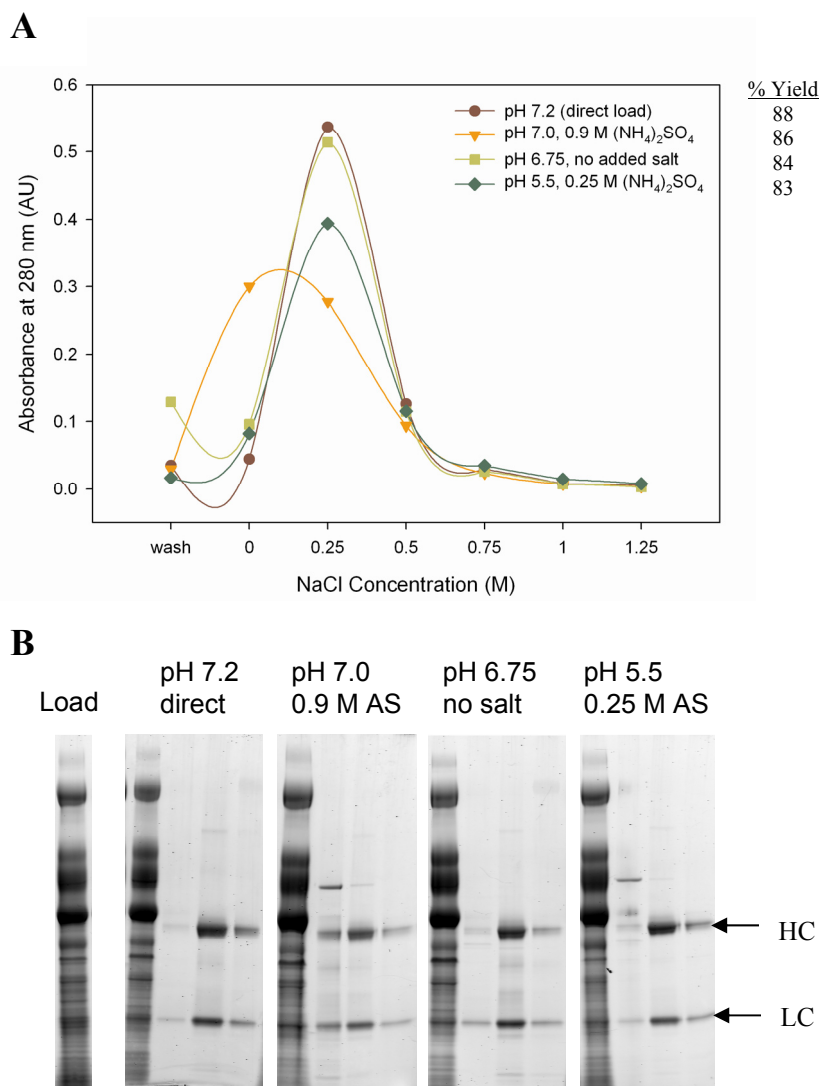 A
0.6
0.5
0.4
0.3
0.2
0.1
0.0
Absorbance at 280 nm (AU)
wash 0 0.25 0.5 0.75 1 1.25
NaCl Concentration (M)
pH 7.2 (direct load)
pH 7.0, 0.9 M (NH₄)₂SO₄
pH 6.75, no added salt
pH 5.5, 0.25 M (NH₄)₂SO₄
% Yield
88
86
84
83
B
Load
pH 7.2
direct
pH 7.0
0.9 M AS
pH 6.75
no salt
pH 5.5
0.25 M AS
HC
LC